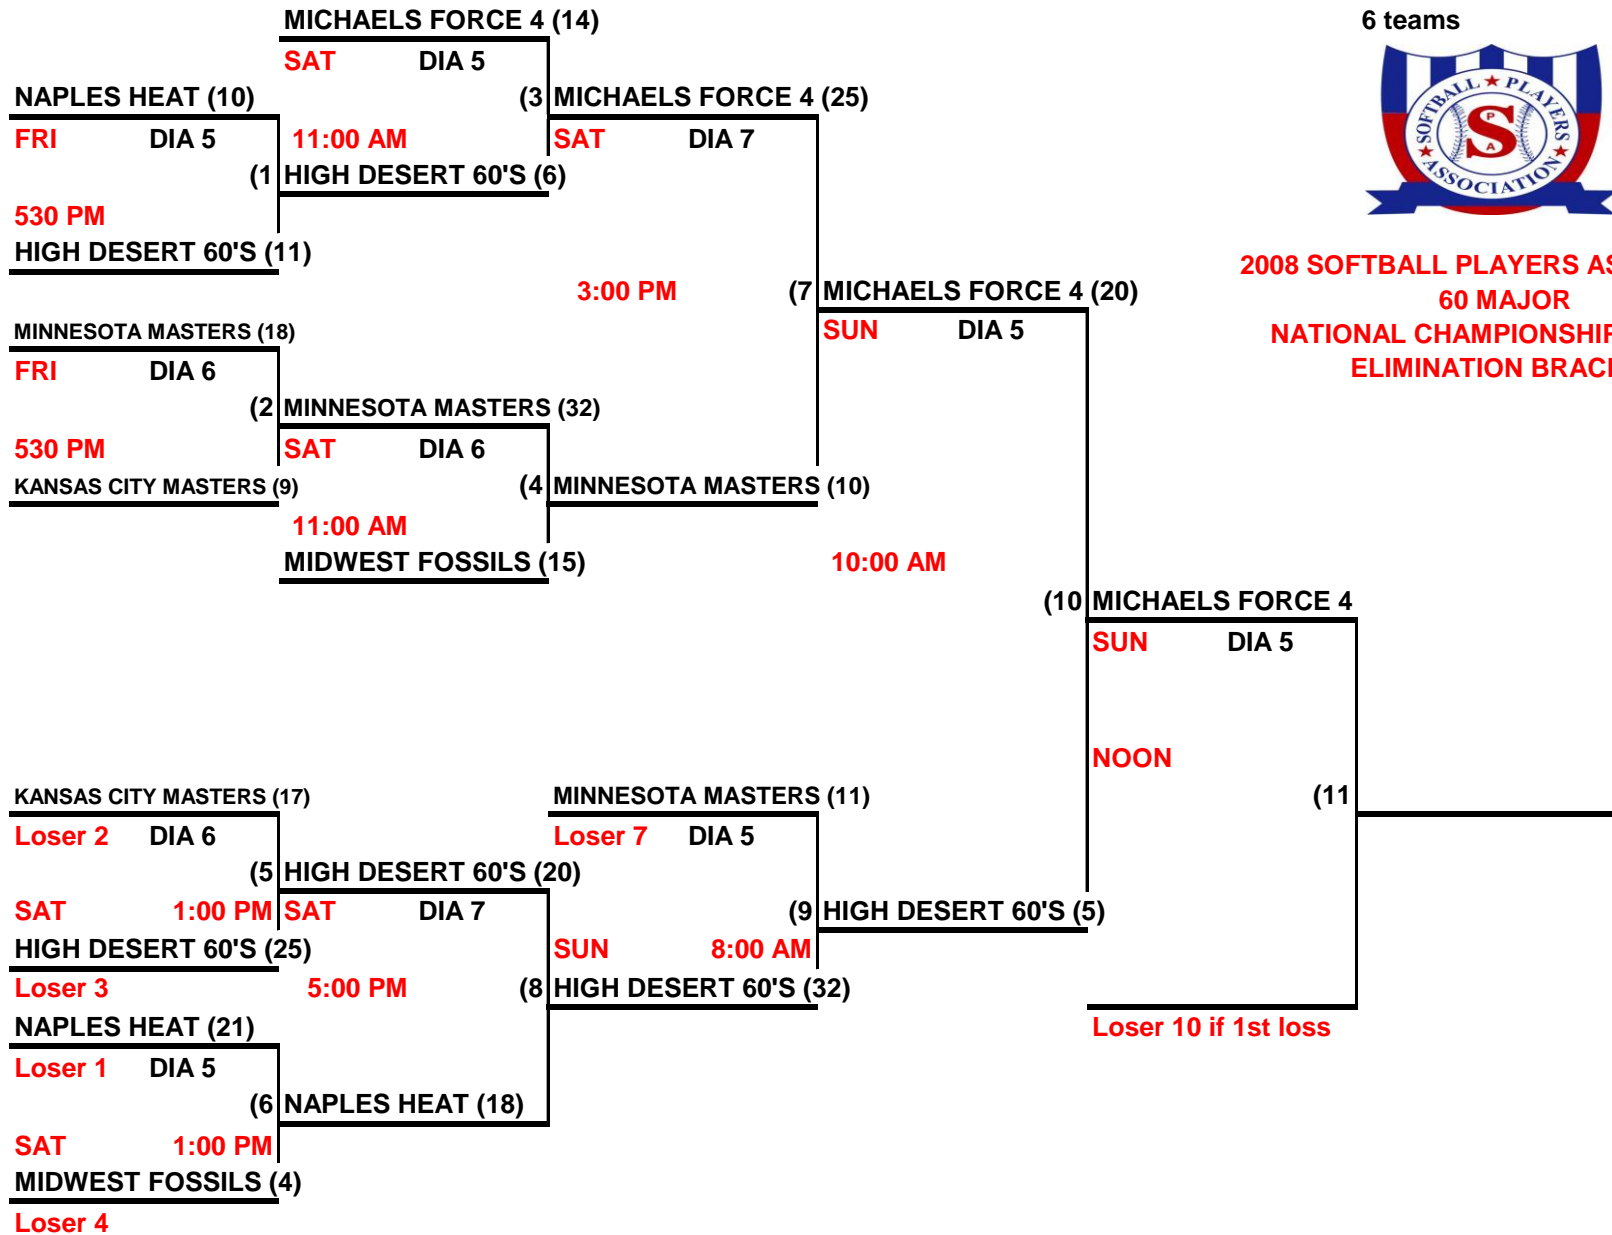 MICHAELS FORCE 4 (14)
6 teams
SAT DIA 5
NAPLES HEAT (10)
(3 MICHAELS FORCE 4 (25)
FRI DIA 5 11:00 AM
SAT DIA 7
(1 HIGH DESERT 60'S (6)
530 PM
HIGH DESERT 60'S (11)
SOFTBALL ★ PLAYERS
P
S
A
★ ASSOCIATION ★
2008 SOFTBALL PLAYERS AS
60 MAJOR
NATIONAL CHAMPIONSHIP
ELIMINATION BRAC
3:00 PM (7 MICHAELS FORCE 4 (20)
MINNESOTA MASTERS (18)
SUN DIA 5
FRI DIA 6
(2 MINNESOTA MASTERS (32)
530 PM SAT DIA 6
KANSAS CITY MASTERS (9)
(4 MINNESOTA MASTERS (10)
11:00 AM
MIDWEST FOSSILS (15)
10:00 AM
(10 MICHAELS FORCE 4
SUN DIA 5
NOON
KANSAS CITY MASTERS (17)
MINNESOTA MASTERS (11)
(11
Loser 2 DIA 6
Loser 7 DIA 5
(5 HIGH DESERT 60'S (20)
SAT 1:00 PM SAT DIA 7
(9 HIGH DESERT 60'S (5)
HIGH DESERT 60'S (25)
SUN 8:00 AM
Loser 3 5:00 PM
(8 HIGH DESERT 60'S (32)
NAPLES HEAT (21)
Loser 10 if 1st loss
Loser 1 DIA 5
(6 NAPLES HEAT (18)
SAT 1:00 PM
MIDWEST FOSSILS (4)
Loser 4